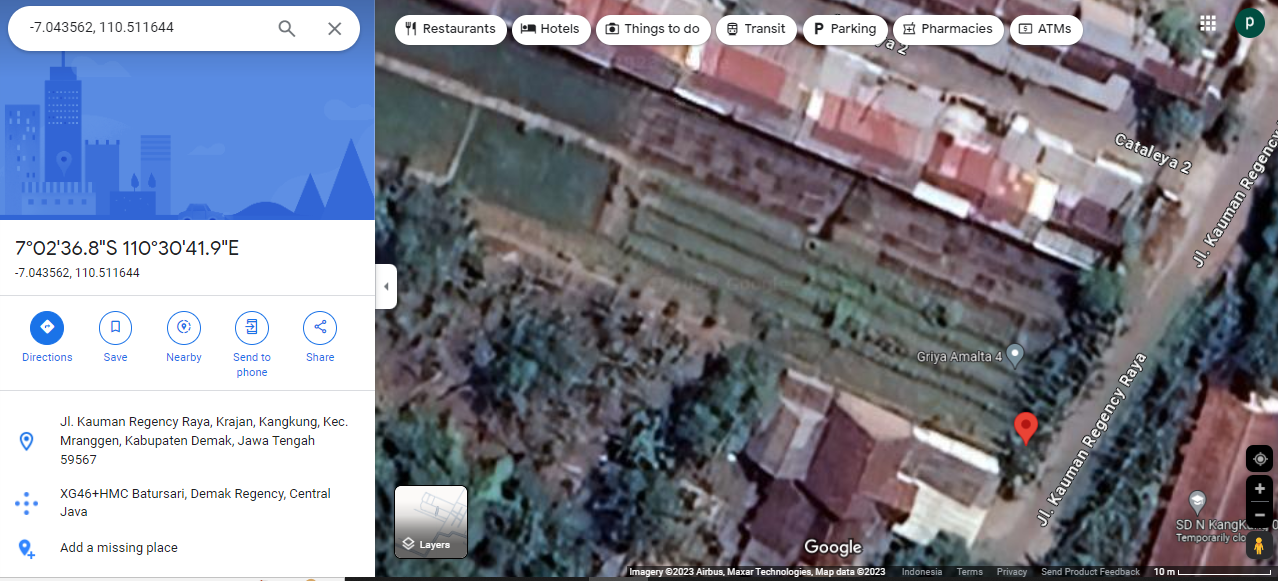 -7.043562, 110.511644
Restaurants
Hotels
Things to do
Transit
Parking
Pharmacies
ATMs
P
Cataleya 2
Jl. Kauman Regency
7°02'36.8"S 110°30'41.9"E
-7.043562, 110.511644
Directions
Save
Nearby
Send to
phone
Share
Griya Amalta 4
Jl. Kauman Regency Raya
Jl. Kauman Regency Raya, Krajan, Kangkung, Kec.
Mranggen, Kabupaten Demak, Jawa Tengah
59567
XG46+HMC Batursari, Demak Regency, Central
Java
Add a missing place
Layers
SD N
Temporarily
Google
Imagery ©2023 Airbus, Maxar Technologies, Map data ©2023
Indonesia
Terms
Privacy
Send Product Feedback
10 m